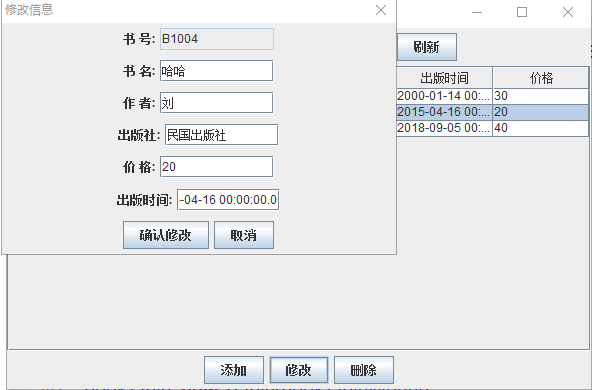 修改信息
书 号: B1004
书 名: 哈哈
作 者: 刘
出版社: 民国出版社
价 格: 20
出版时间: -04-16 00:00:00.0
确认修改 取消
刷新
出版时间 价格
2000-01-14 00:... 30
2015-04-16 00:... 20
2018-09-05 00:... 40
添加 修改 删除